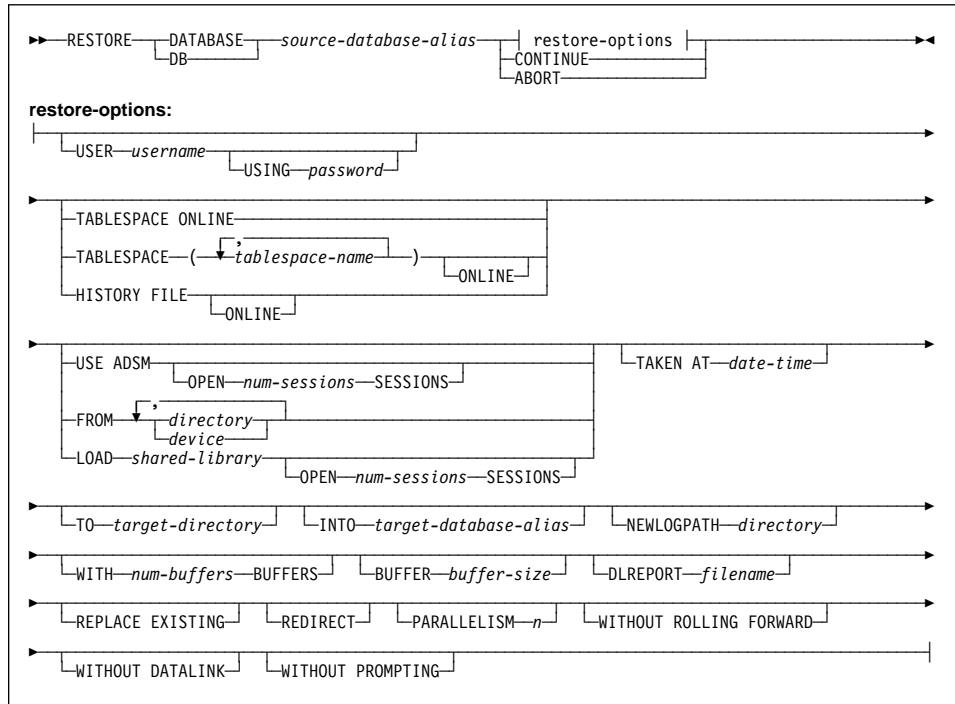 RESTORE DATABASE source-database-alias restore-options
DB CONTINUE
ABORT
restore-options:
USER username
USING password
TABLESPACE ONLINE
,
TABLESPACE ( tablespace-name )
ONLINE
HISTORY FILE
ONLINE
USE ADSM TAKEN AT date-time
OPEN num-sessions SESSIONS
,
FROM directory
device
LOAD shared-library
OPEN num-sessions SESSIONS
TO target-directory INTO target-database-alias NEWLOGPATH directory
WITH num-buffers BUFFERS BUFFER buffer-size DLREPORT filename
REPLACE EXISTING REDIRECT PARALLELISM n WITHOUT ROLLING FORWARD
WITHOUT DATALINK WITHOUT PROMPTING